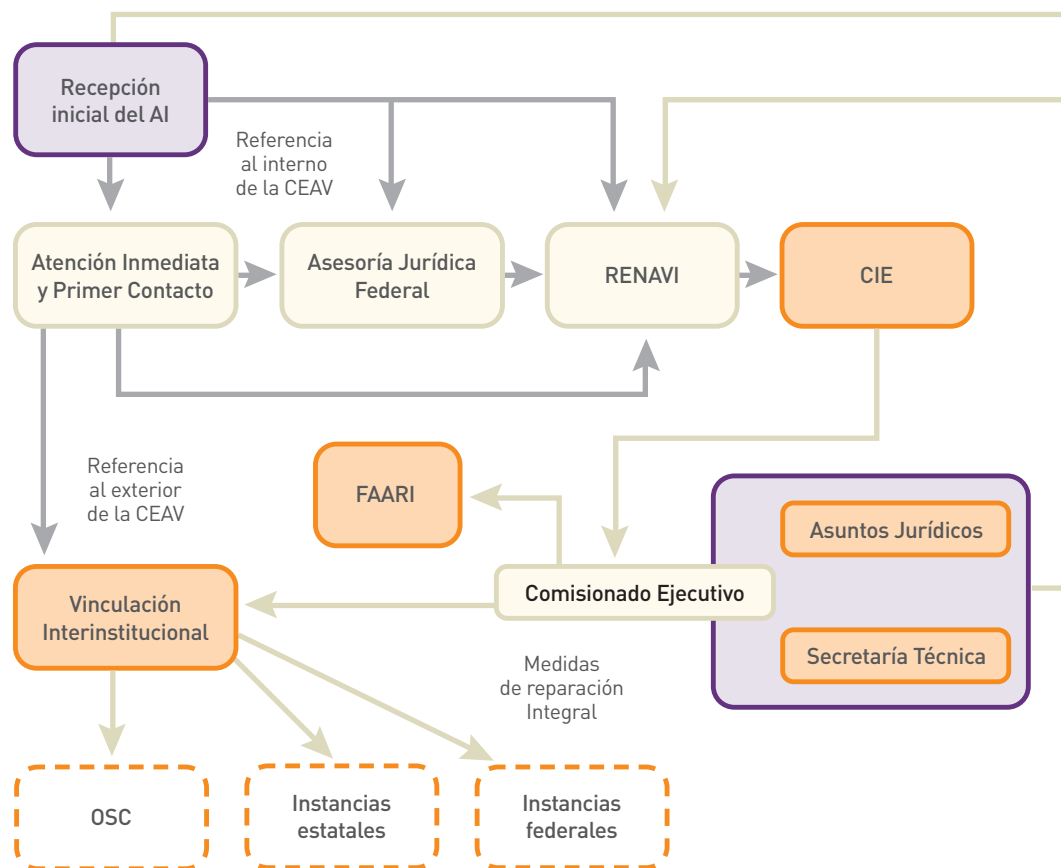 Recepción
inicial del AI
Referencia
al interno
de la CEAV
Atención Inmediata
y Primer Contacto
Asesoría Jurídica
Federal
RENAVI
CIE
Referencia
al exterior
de la CEAV
FAARI
Asuntos Jurídicos
Comisionado Ejecutivo
Secretaría Técnica
Vinculación
Interinstitucional
Medidas
de reparación
Integral
OSC
Instancias
estatales
Instancias
federales